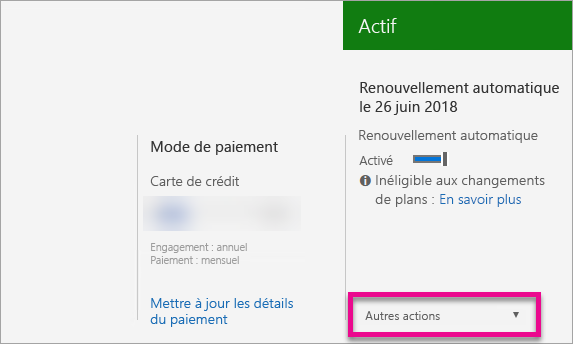 Actif
Renouvellement automatique
le 26 juin 2018
Renouvellement automatique
Activé
Inéligible aux changements
de plans : En savoir plus
Autres actions
Mode de paiement
Carte de crédit
Engagement : annuel
Paiement : mensuel
Mettre à jour les détails
du paiement